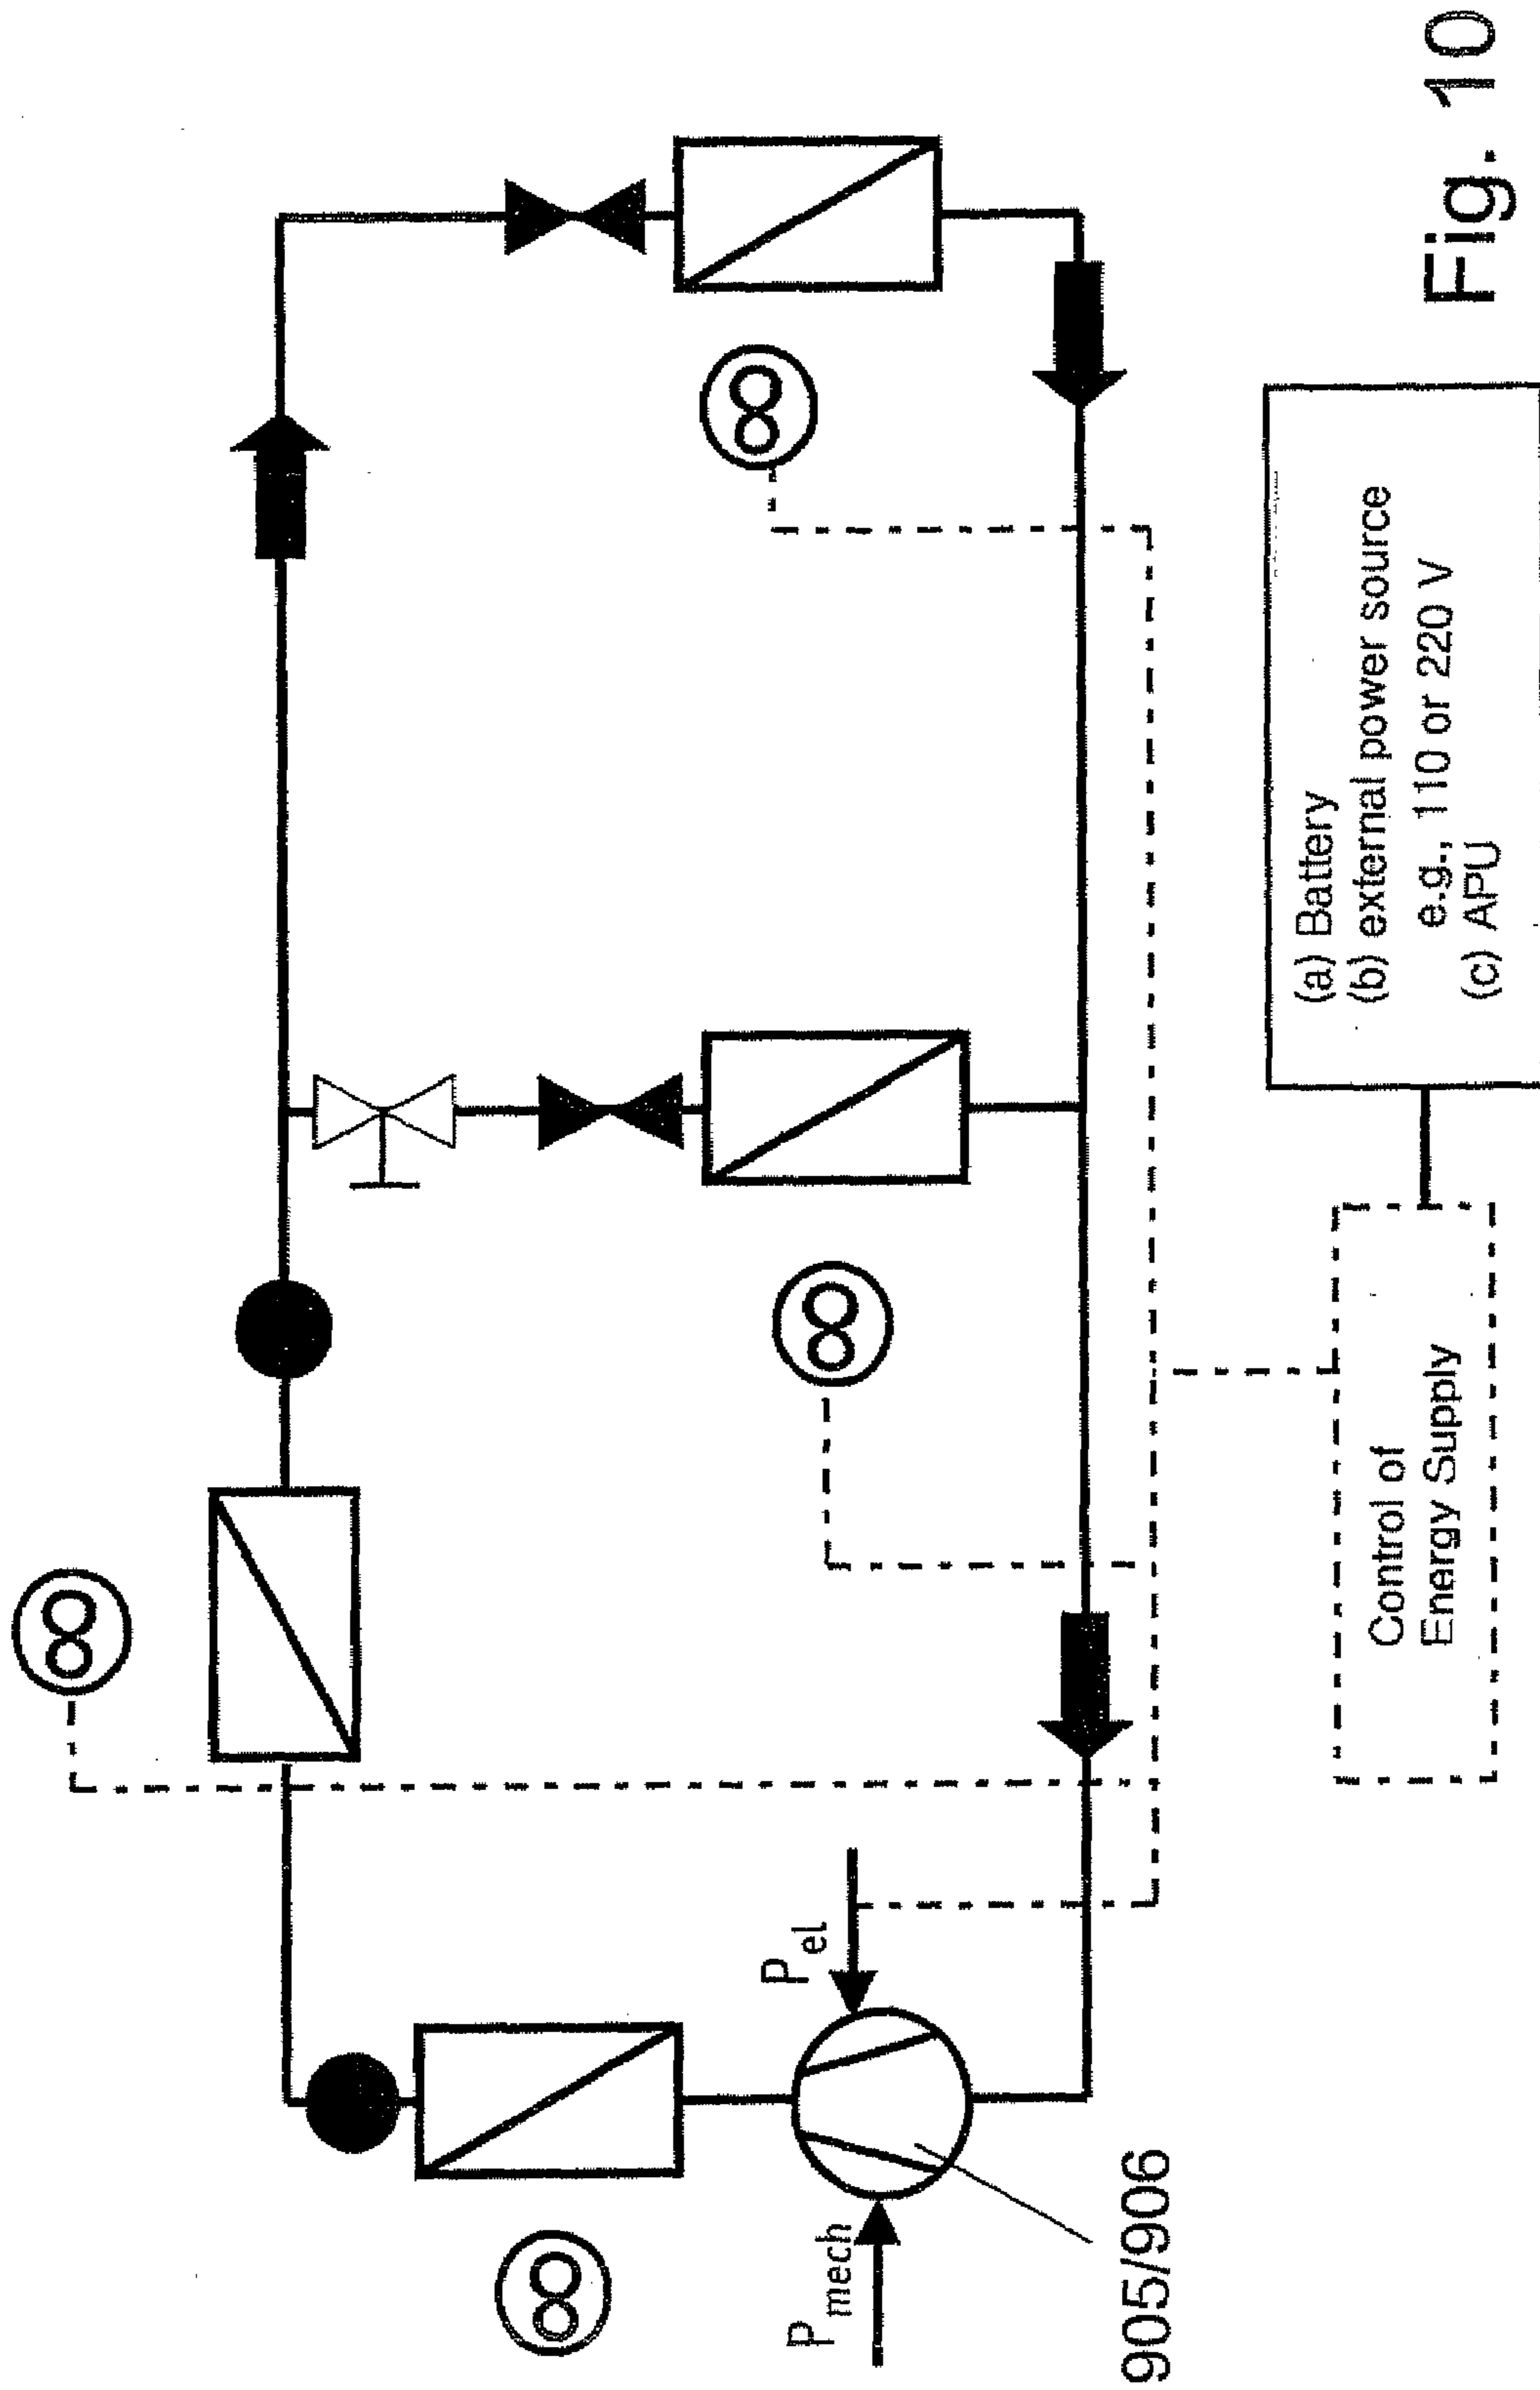 P mech
P el
905/906
Control of
Energy Supply
(a) Battery
(b) external power source
e.g., 110 or 220 V
(c) APU
Fig. 10